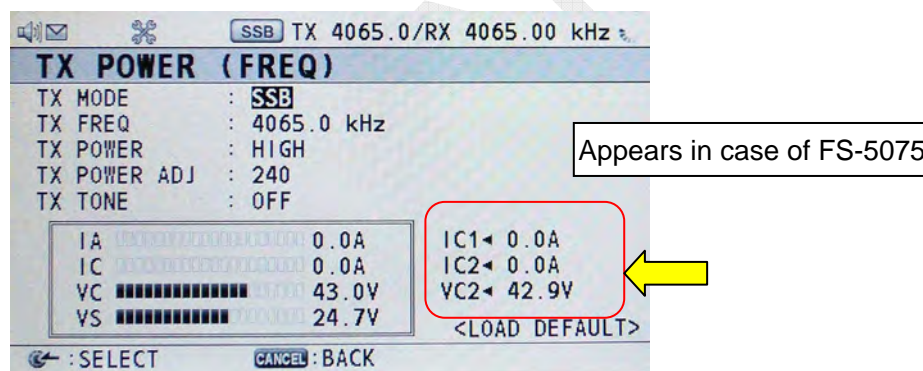 SSB TX 4065.0/RX 4065.00 kHz
TX POWER (FREQ)
TX MODE : SSB
TX FREQ : 4065.0 kHz
TX POWER : HIGH
TX POWER ADJ : 240
TX TONE : OFF
Appears in case of FS-5075
IA 0.0A
IC 0.0A
VC 43.0V
VS 24.7V
IC1◄ 0.0A
IC2◄ 0.0A
VC2◄ 42.9V
<LOAD DEFAULT>
:SELECT CANCEL:BACK